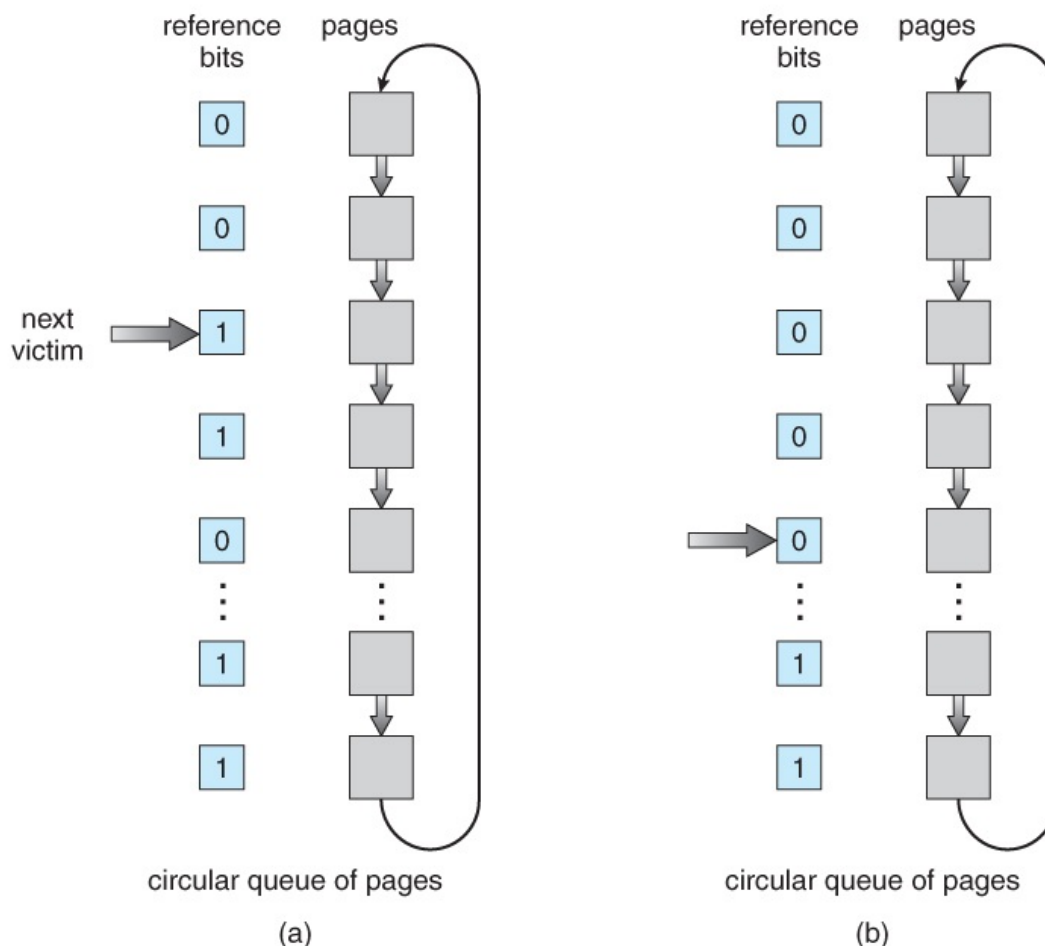 reference bits
pages
0
0
next victim
1
1
0
1
1
circular queue of pages
(a)
reference bits
pages
0
0
0
0
0
1
1
circular queue of pages
(b)